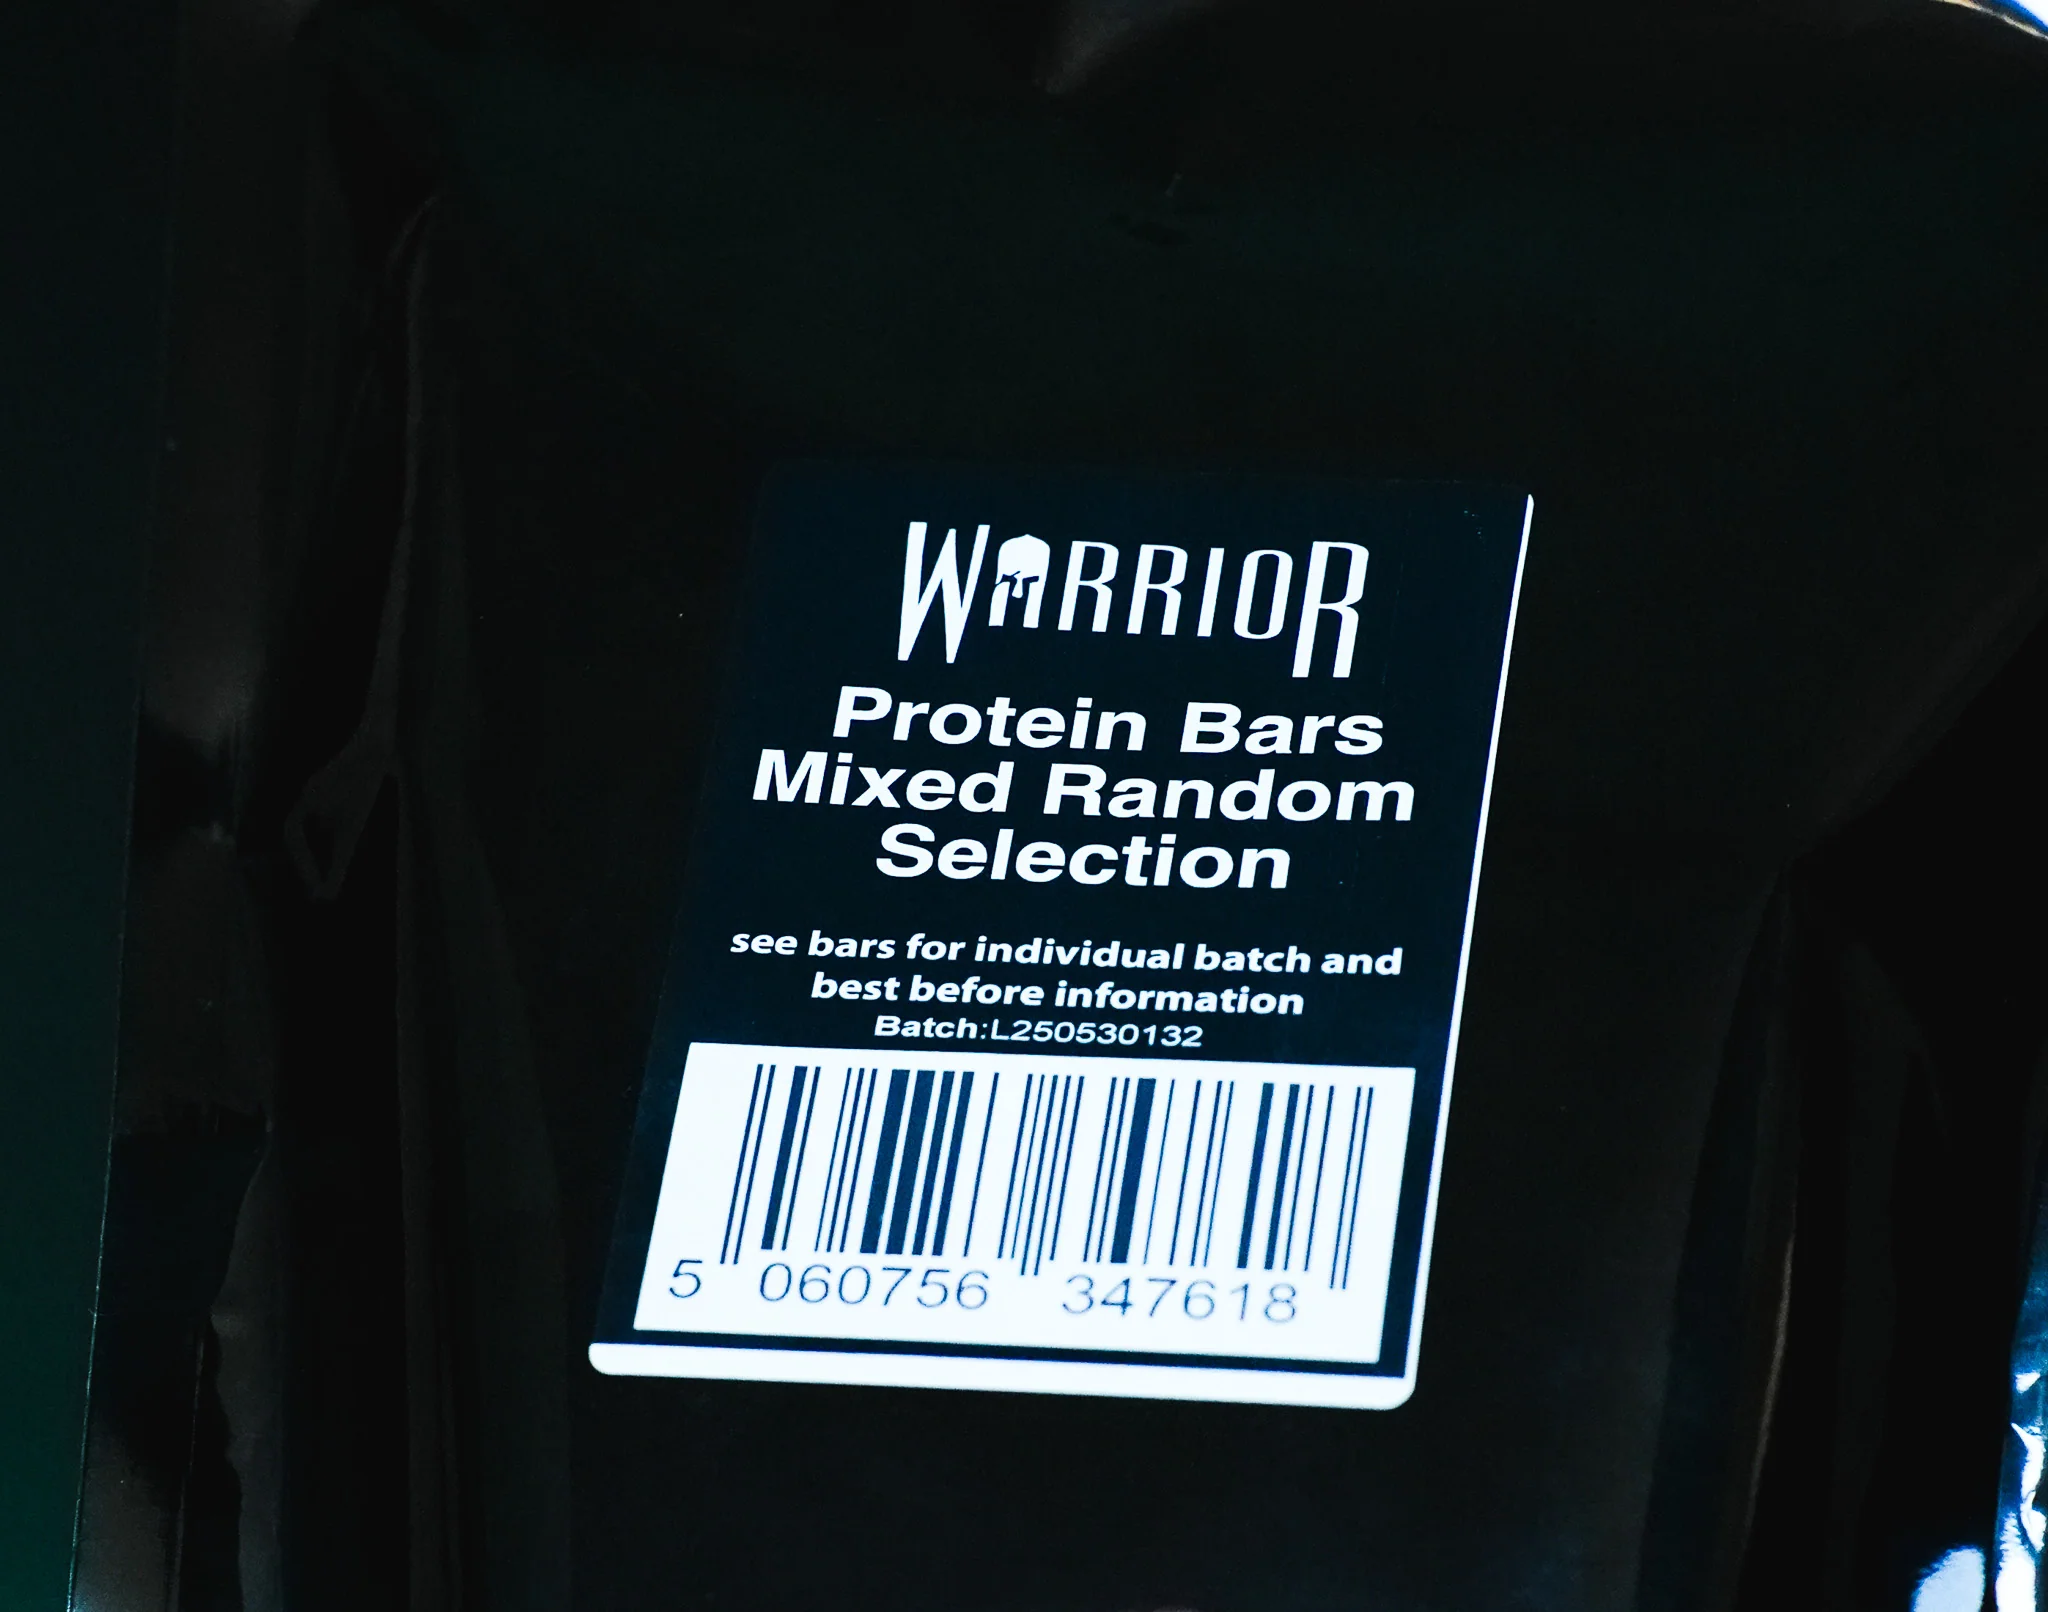 WARRIOR
Protein Bars
Mixed Random
Selection
see bars for individual batch and
best before information
Batch:L250530132
5 060756 347618